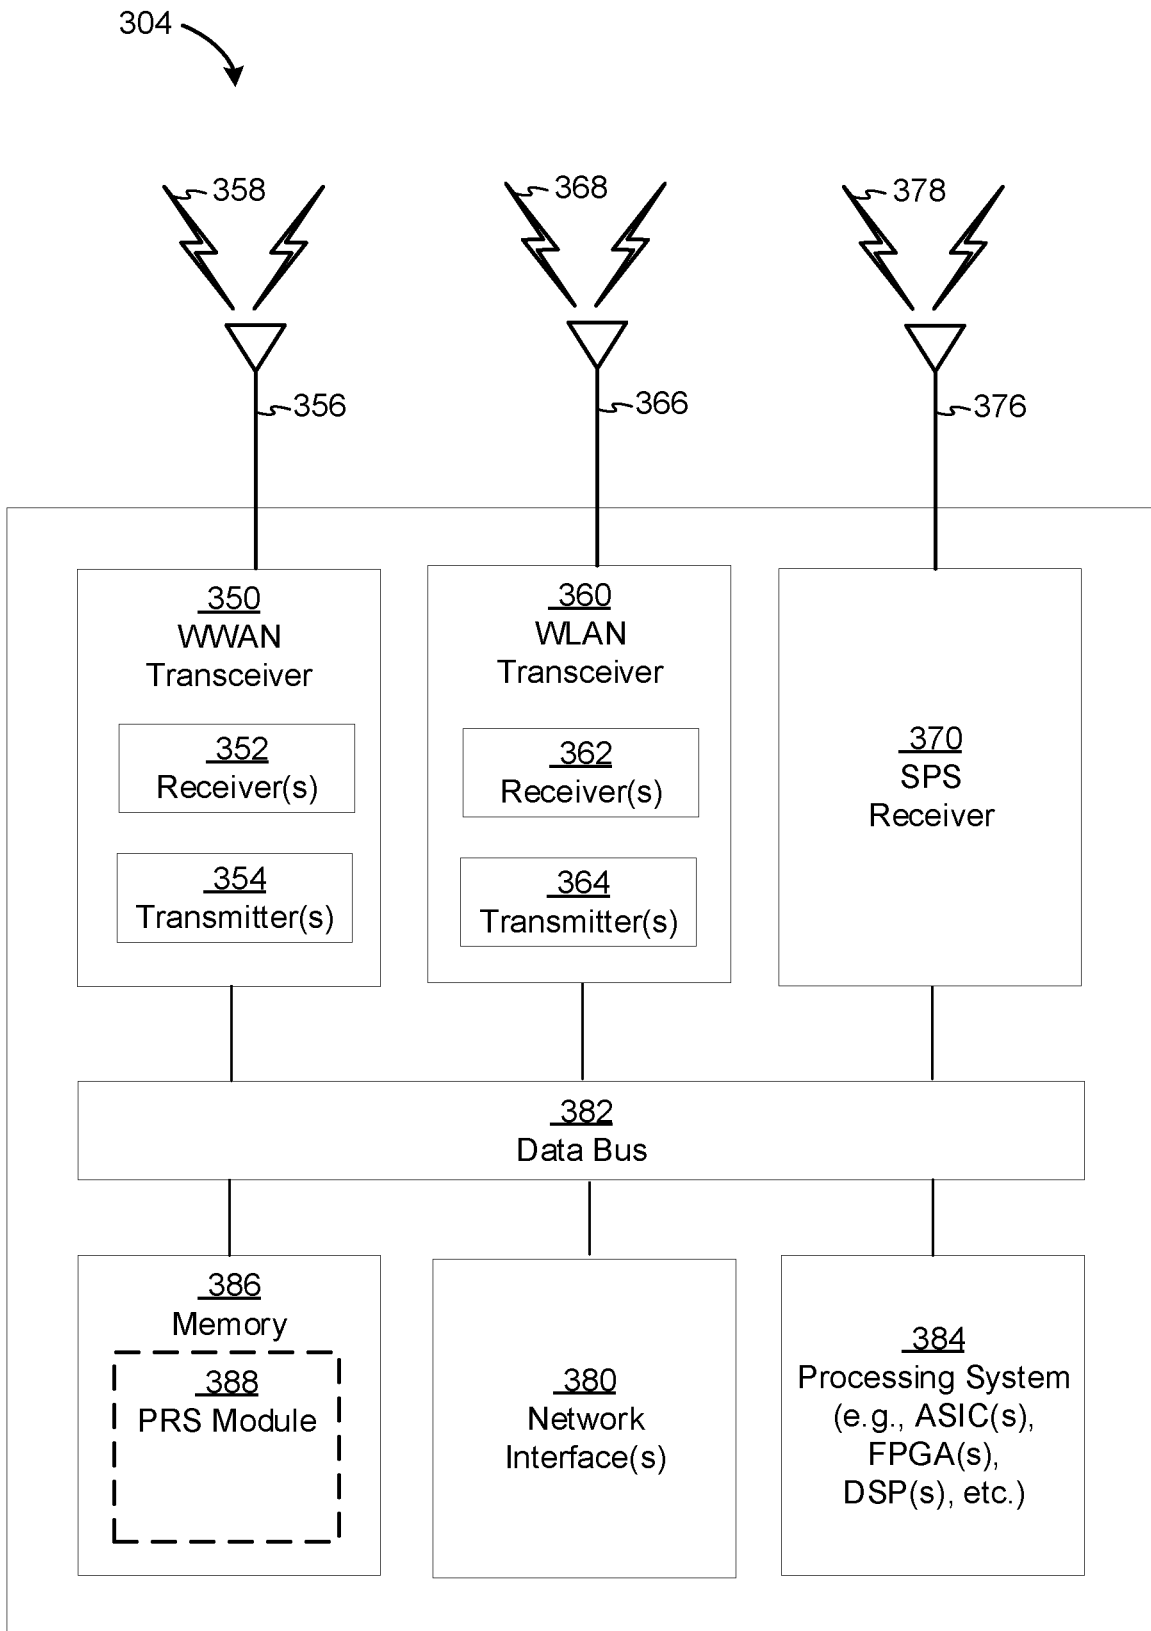 304
358
368
378
356
366
376
350
WWAN
Transceiver
352
Receiver(s)
354
Transmitter(s)
360
WLAN
Transceiver
362
Receiver(s)
364
Transmitter(s)
370
SPS
Receiver
382
Data Bus
386
Memory
388
PRS Module
380
Network
Interface(s)
384
Processing System
(e.g., ASIC(s),
FPGA(s),
DSP(s), etc.)